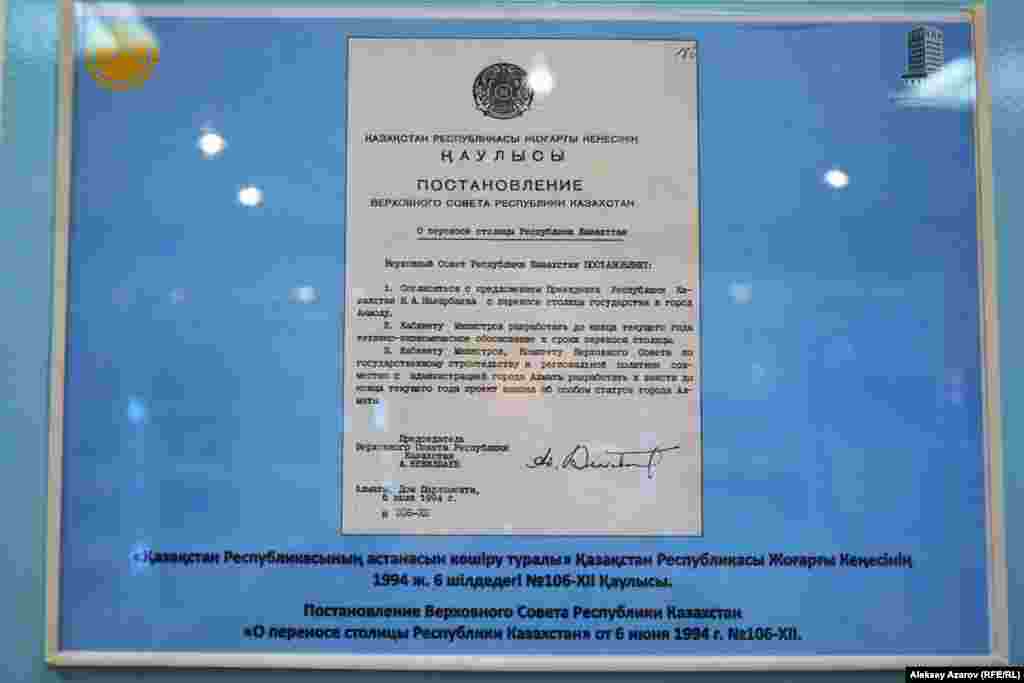 ҚАЗАҚСТАН РЕСПУБЛИКАСЫ ЖОҒАРҒЫ КЕҢЕСІНІҢ
ҚАУЛЫСЫ
ПОСТАНОВЛЕНИЕ
ВЕРХОВНОГО СОВЕТА РЕСПУБЛИКИ КАЗАХСТАН
О переносе столицы Республики Казахстан
Верховный Совет Республики Казахстан ПОСТАНОВЛЯЕТ:
1. Согласиться с предложением Президента Республики Ка-
захстан Н.А.Назарбаева о переносе столицы государства в город
Акмолу.
2. Кабинету Министров разработать до конца текущего года
технико-экономическое обоснование и сроки переноса столицы.
3. Кабинету Министров, Комитету Верховного Совета по
государственному строительству и региональной политике сов-
местно с администрацией города Алматы разработать и внести до
конца текущего года проект закона об особом статусе города Ал-
маты.
Председатель
Верховного Совета Республики
Казахстан
А.КЕКИЛБАЕВ
Алматы, Дом Парламента,
6 июля 1994 г.
N 106-XII
«Қазақстан Республикасының астанасын көшіру туралы» Қазақстан Республикасы Жоғарғы Кеңесінің
1994 ж. 6 шілдедегі №106-XII Қаулысы.
Постановление Верховного Совета Республики Казахстан
«О переносе столицы Республики Казахстан» от 6 июня 1994 г. №106-XII.
Aleksay Azarov (RFE/RL)